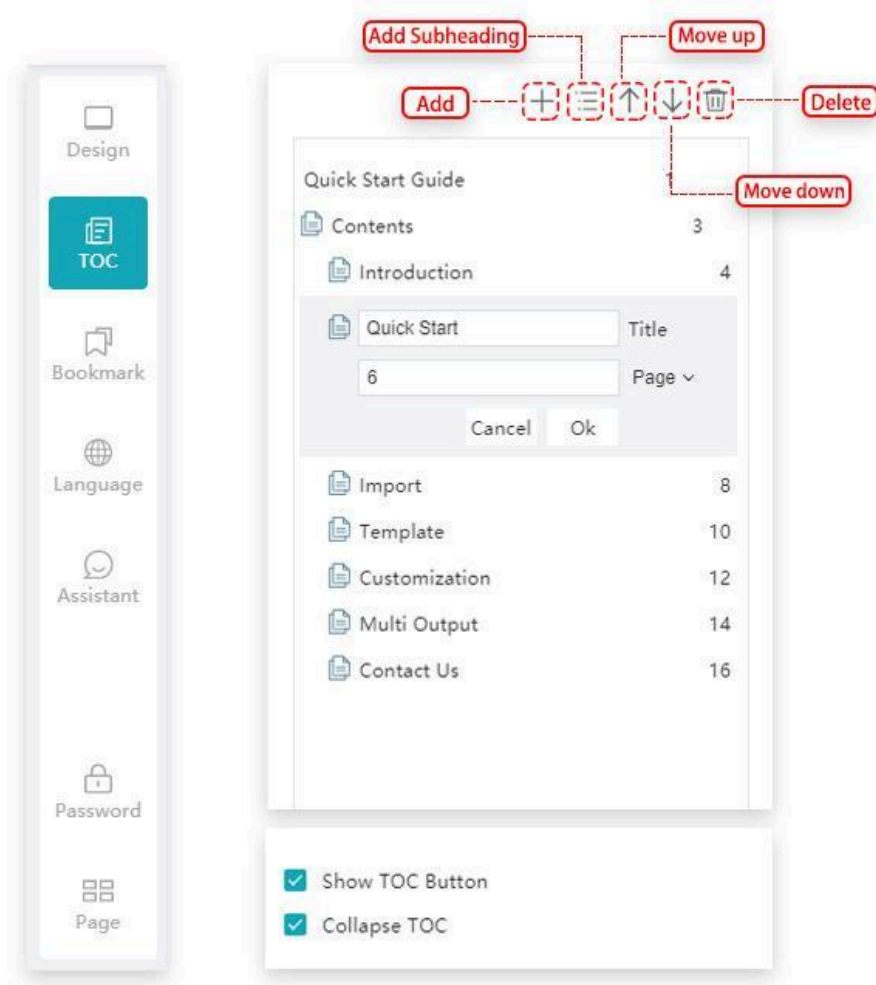 Add Subheading
Move up
Add
Delete
Move down
Design
TOC
Bookmark
Language
Assistant
Password
Page
Quick Start Guide
Contents 3
Introduction 4
Quick Start Title
6 Page
Cancel Ok
Import 8
Template 10
Customization 12
Multi Output 14
Contact Us 16
Show TOC Button
Collapse TOC